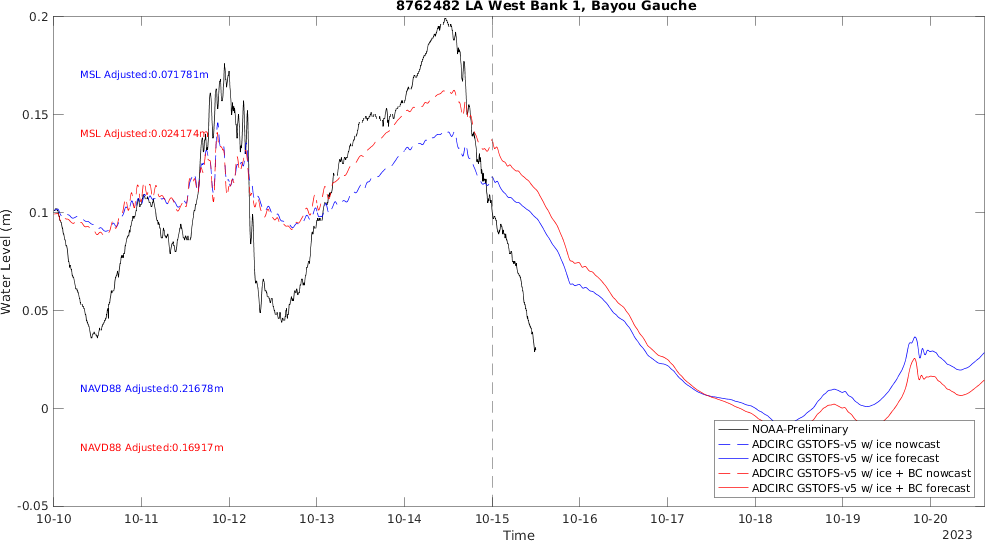 8762482 LA West Bank 1, Bayou Gauche
0.2
0.15
0.1
0.05
0
-0.05
Water Level (m)
MSL Adjusted:0.071781m
MSL Adjusted:0.024174m
NAVD88 Adjusted:0.21678m
NAVD88 Adjusted:0.16917m
NOAA-Preliminary
ADCIRC GSTOFS-v5 w/ ice nowcast
ADCIRC GSTOFS-v5 w/ ice forecast
ADCIRC GSTOFS-v5 w/ ice + BC nowcast
ADCIRC GSTOFS-v5 w/ ice + BC forecast
10-10 10-11 10-12 10-13 10-14 10-15 10-16 10-17 10-18 10-19 10-20
Time
2023